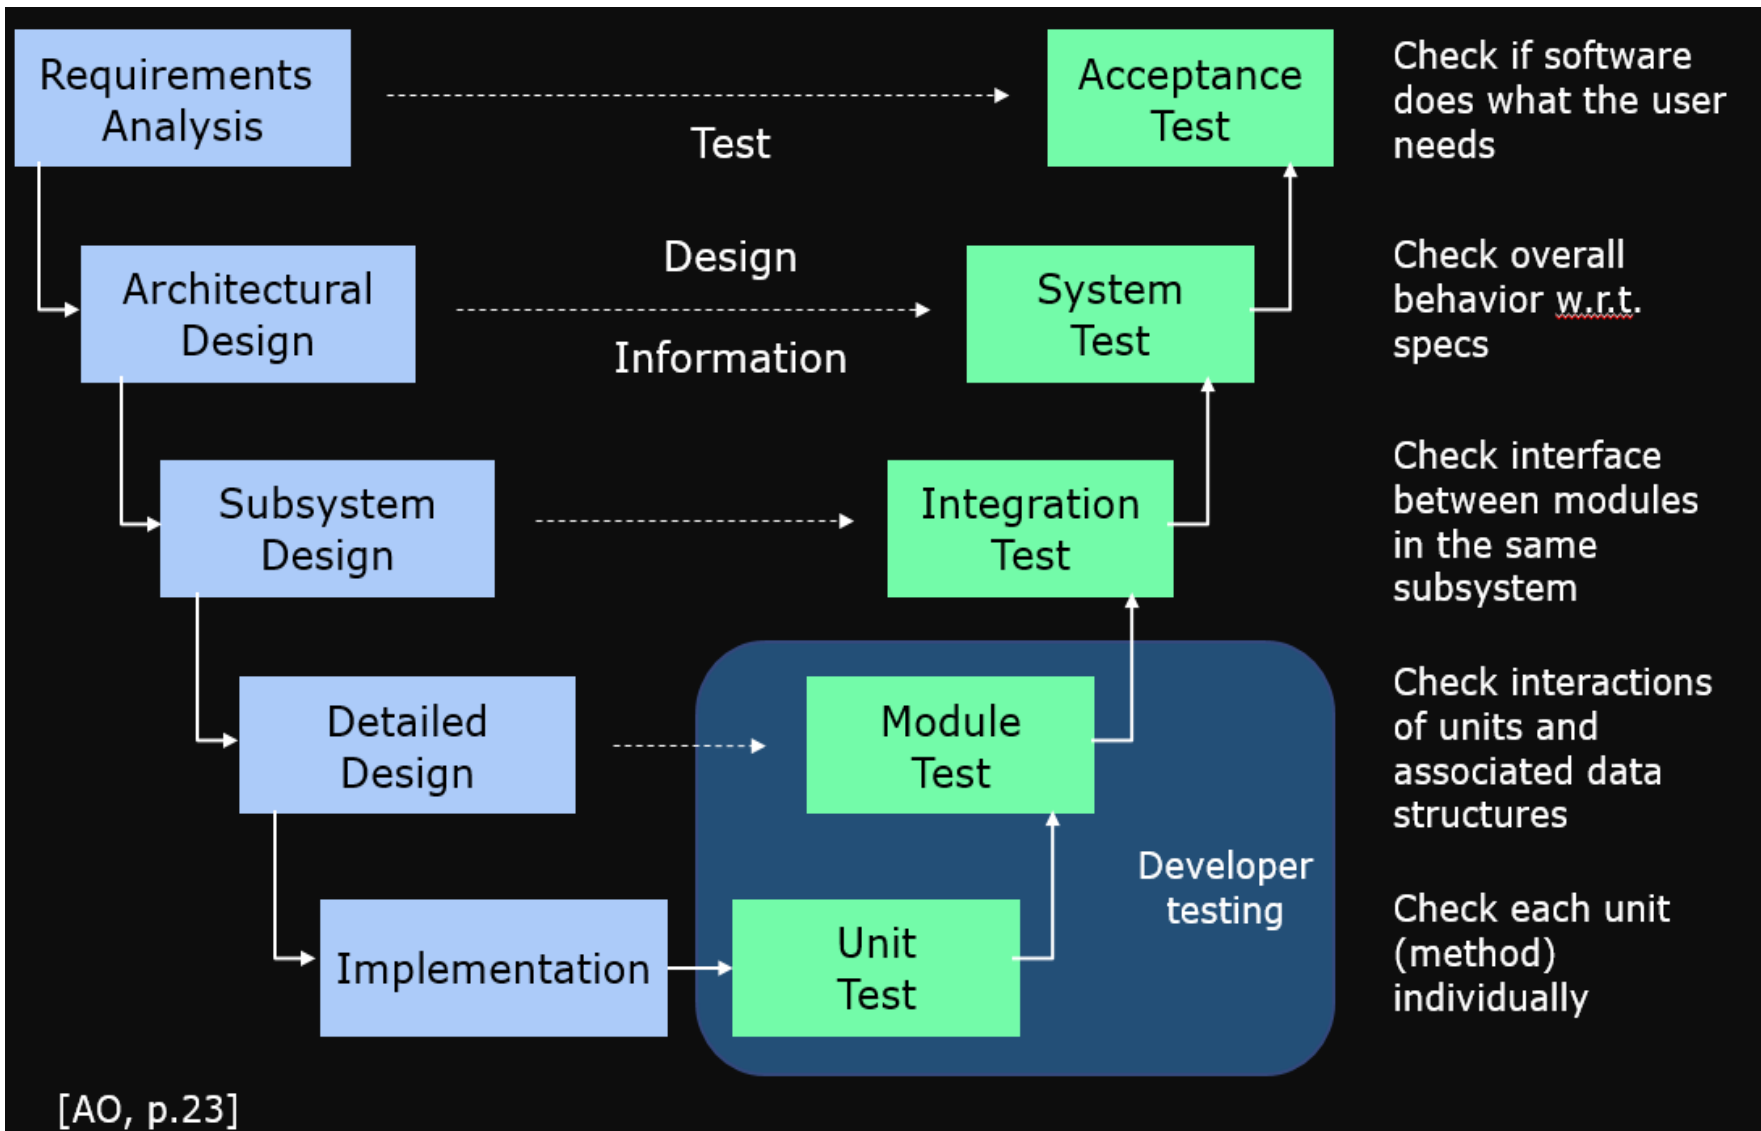 Requirements
Analysis
Test
Acceptance
Test
Check if software
does what the user
needs
Architectural
Design
Design
Information
System
Test
Check overall
behavior w.r.t.
specs
Subsystem
Design
Integration
Test
Check interface
between modules
in the same
subsystem
Detailed
Design
Module
Test
Check interactions
of units and
associated data
structures
Developer
testing
Implementation
Unit
Test
Check each unit
(method)
individually
[AO, p.23]